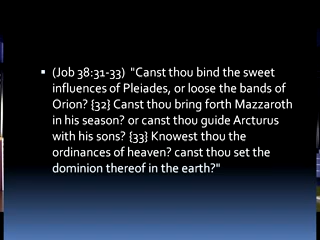 (Job 38:31-33)  "Canst thou bind the sweet
influences of Pleiades, or loose the bands of
Orion? {32} Canst thou bring forth Mazzaroth
in his season? or canst thou guide Arcturus
with his sons? {33} Knowest thou the
ordinances of heaven? canst thou set the
dominion thereof in the earth?"